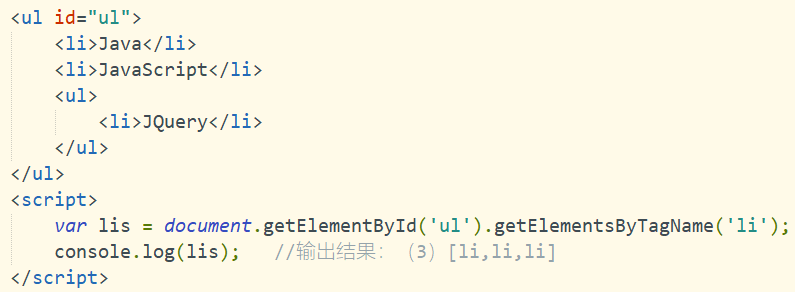 <ul id="ul">
    <li>Java</li>
    <li>JavaScript</li>
    <ul>
        <li>JQuery</li>
    </ul>
</ul>
<script>
    var lis = document.getElementById('ul').getElementsByTagName('li');
    console.log(lis);   //输出结果：（3）[li,li,li]
</script>